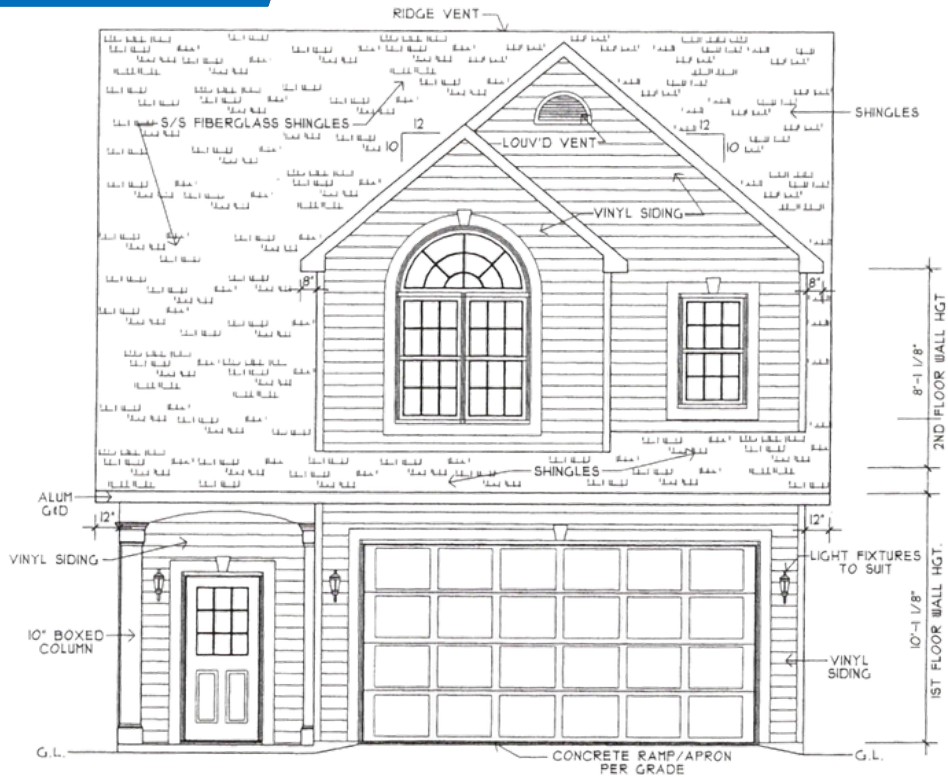 RIDGE VENT
S/S FIBERGLASS SHINGLES
12
10
LOUV'D VENT
12
10
SHINGLES
VINYL SIDING
8"
8"
8'-1 1/8"
2ND FLOOR WALL HGT
SHINGLES
ALUM
G&D
12"
12"
VINYL SIDING
LIGHT FIXTURES
TO SUIT
10" BOXED
COLUMN
10'-1 1/8"
1ST FLOOR WALL HGT.
VINYL
SIDING
G.L.
CONCRETE RAMP/APRON
PER GRADE
G.L.